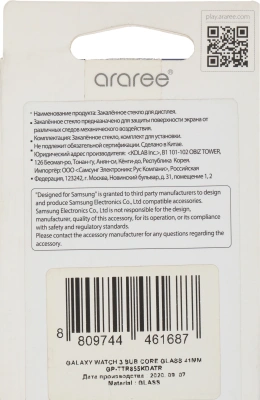 play.araree.com
araree®
• Наименование продукта: Закалённое стекло для дисплея.
• Закалённое стекло предназначено для защиты поверхности экрана от
различных следов механического воздействия.
• Комплектация: Закалённое стекло, комплект для установки.
Не подлежит обязательной сертификации. Сделано в Китае.
• Юридический адрес производителя: «KDLAB Inc.», B1 101-102 OBIZ TOWER,
126 Беолмал-ро, Донган-гу, Анян-си, Кёнги-до, Республика Корея.
Импортёр: ООО «Самсунг Электроникс Рус Компани», Российская
• Федерация, 123242, г. Москва, Новинский бульвар, д. 31, помещение 1, 2
"Designed for Samsung" is granted to third party manufacturers to design
and produce Samsung Electronics Co., Ltd compatible accessories.
Samsung Electronics Co., Ltd is not responsible for the design,
manufacturer, quality of this accessory, for its operation, or its compliance
with safety and regulatory standards.
Please contact the accessory manufacturer for any questions regarding the
accessory.
8 809744 461687
GALAXY WATCH 3 SUB CORE GLASS 41MM
GP-TTR855KDATR
Дата производства : 2020. 09. 07
Material : GLASS